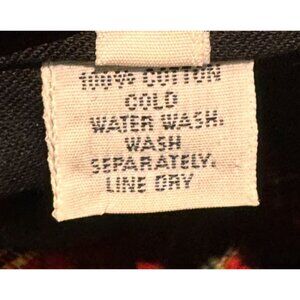 100% COTTON
COLD
WATER WASH.
WASH
SEPARATELY.
LINE DRY